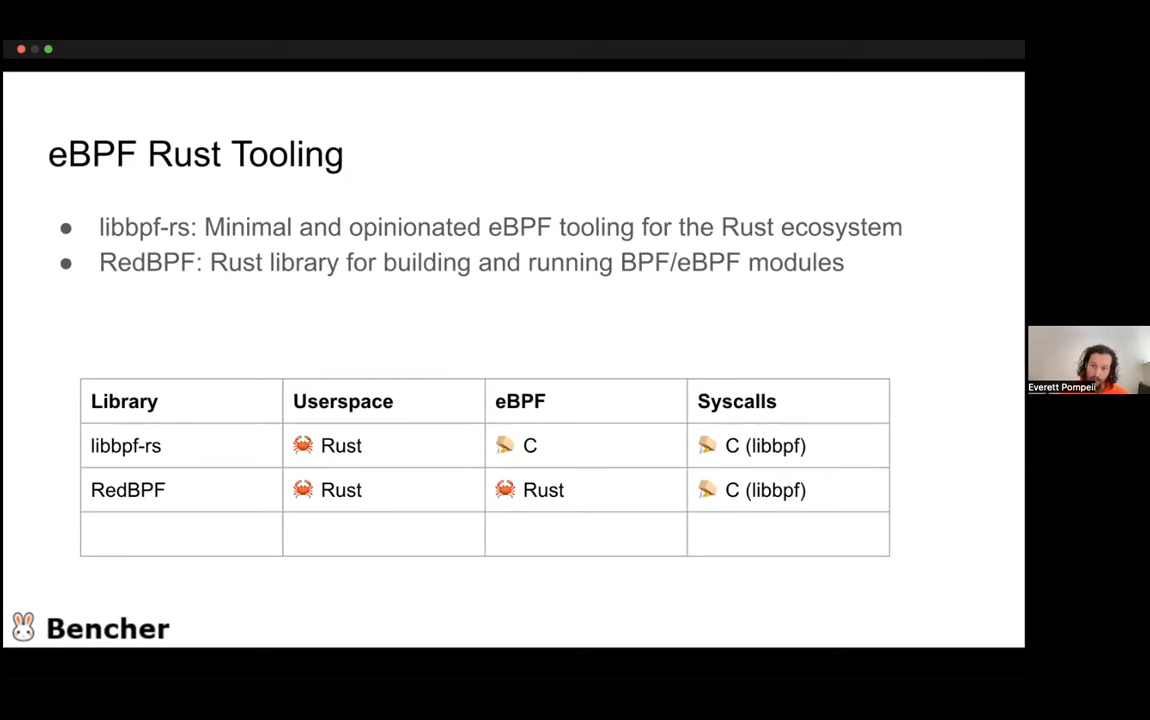 eBPF Rust Tooling
● libbpf-rs: Minimal and opinionated eBPF tooling for the Rust ecosystem
● RedBPF: Rust library for building and running BPF/eBPF modules
Library Userspace eBPF Syscalls
libbpf-rs 🦀 Rust 🧀 C 🧀 C (libbpf)
RedBPF 🦀 Rust 🦀 Rust 🧀 C (libbpf)
Everett Pompeii
🐰 Bencher